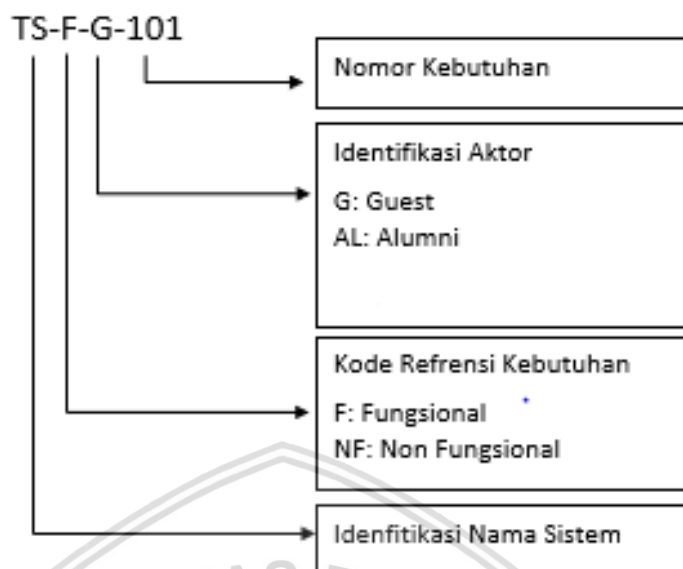 TS-F-G-101
Nomor Kebutuhan
Identifikasi Aktor
G: Guest
AL: Alumni
Kode Refrensi Kebutuhan
F: Fungsional
NF: Non Fungsional
Idenfitikasi Nama Sistem